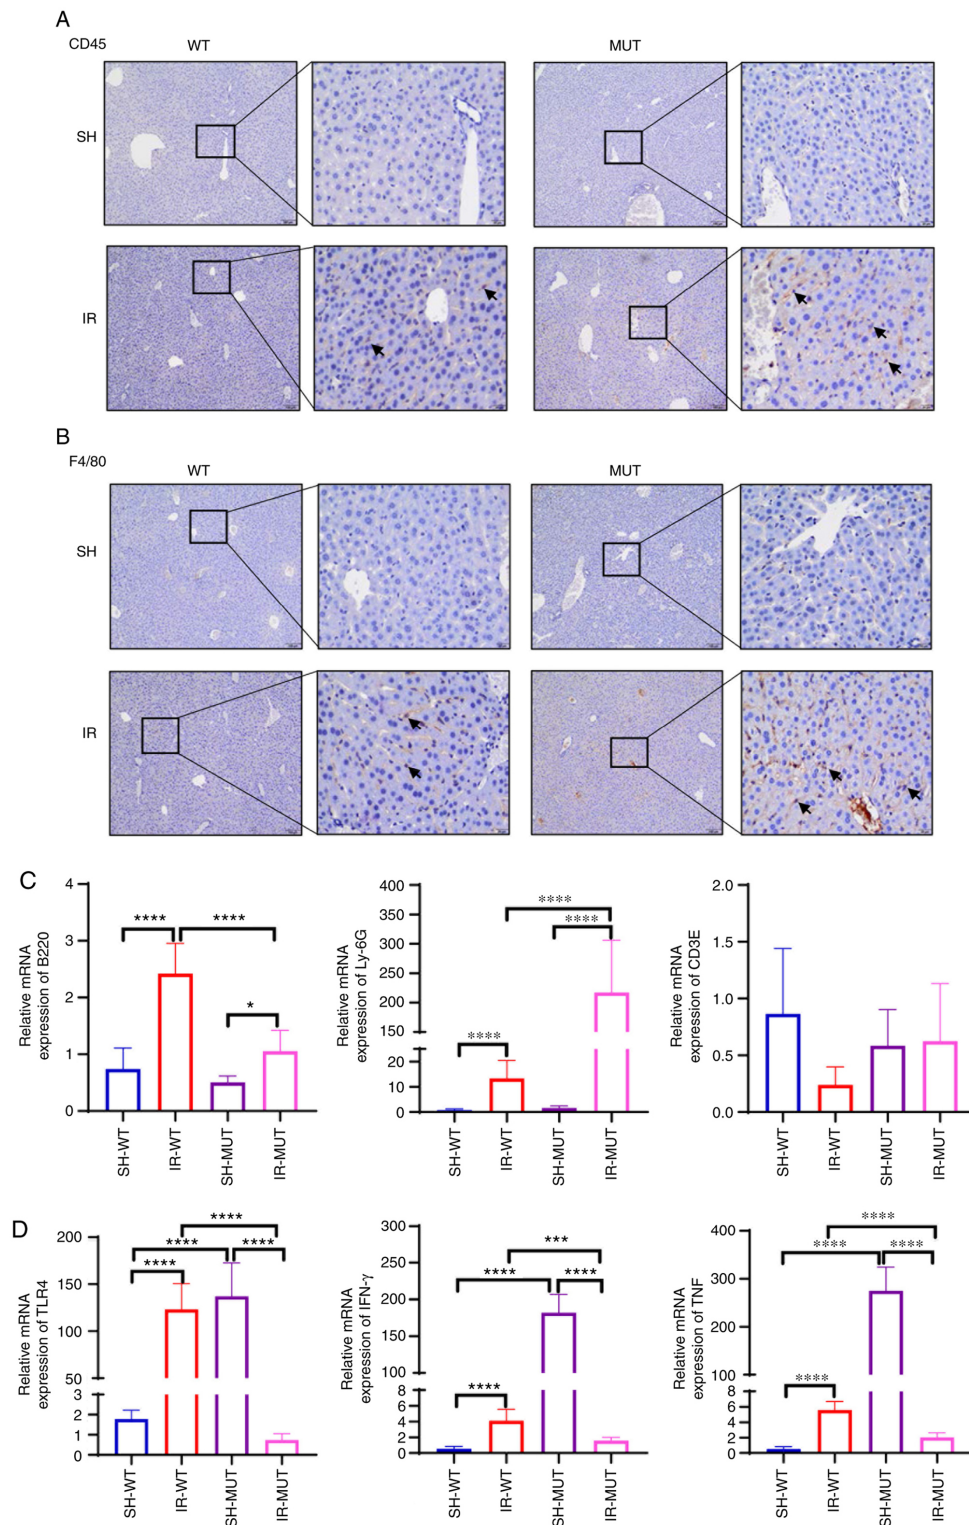 A
CD45
WT
MUT
SH
IR
B
F4/80
WT
MUT
SH
IR
C
Relative mRNA
expression of B220
4
3
2
1
0
****
****
*
SH-WT
IR-WT
SH-MUT
IR-MUT
Relative mRNA
expression of Ly-6G
400
350
300
250
200
150
20
10
0
****
****
****
SH-WT
IR-WT
SH-MUT
IR-MUT
Relative mRNA
expression of CD3E
2.0
1.5
1.0
0.5
0.0
SH-WT
IR-WT
SH-MUT
IR-MUT
D
Relative mRNA
expression of TLR4
200
150
100
50
3
2
1
0
****
****
****
****
SH-WT
IR-WT
SH-MUT
IR-MUT
Relative mRNA
expression of IFN-γ
300
250
200
150
100
8
6
4
2
0
***
****
****
****
SH-WT
IR-WT
SH-MUT
IR-MUT
Relative mRNA
expression of TNF
400
300
200
100
8
6
4
2
0
****
****
****
****
SH-WT
IR-WT
SH-MUT
IR-MUT